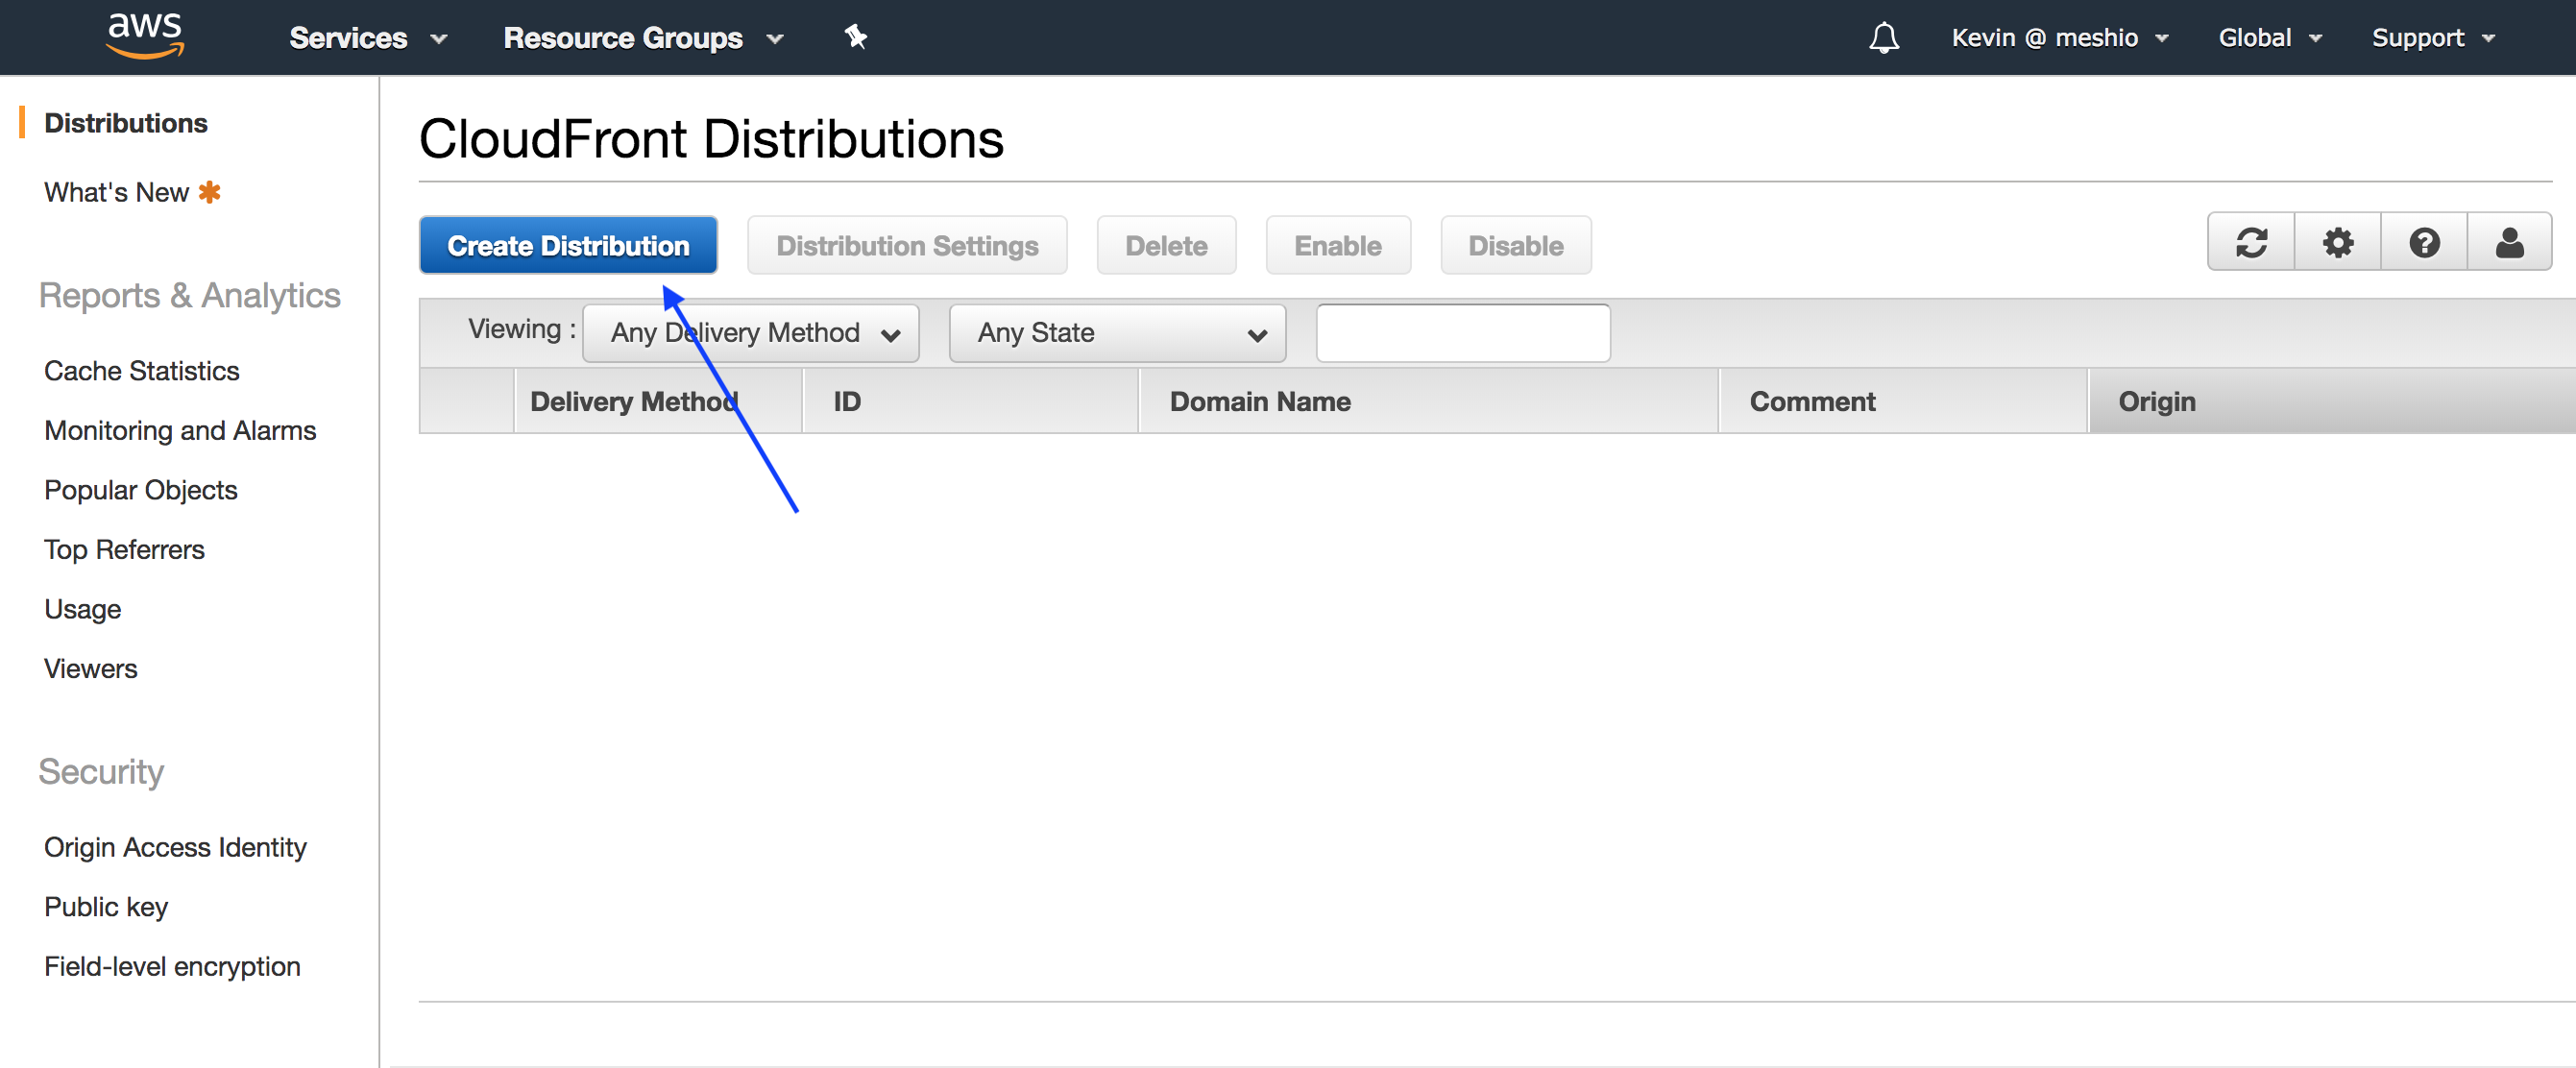 aws Services Resource Groups Kevin @ meshio Global Support
Distributions
What's New
Reports & Analytics
Cache Statistics
Monitoring and Alarms
Popular Objects
Top Referrers
Usage
Viewers
Security
Origin Access Identity
Public key
Field-level encryption
CloudFront Distributions
Create Distribution Distribution Settings Delete Enable Disable
Viewing : Any Delivery Method Any State
Delivery Method ID Domain Name Comment Origin